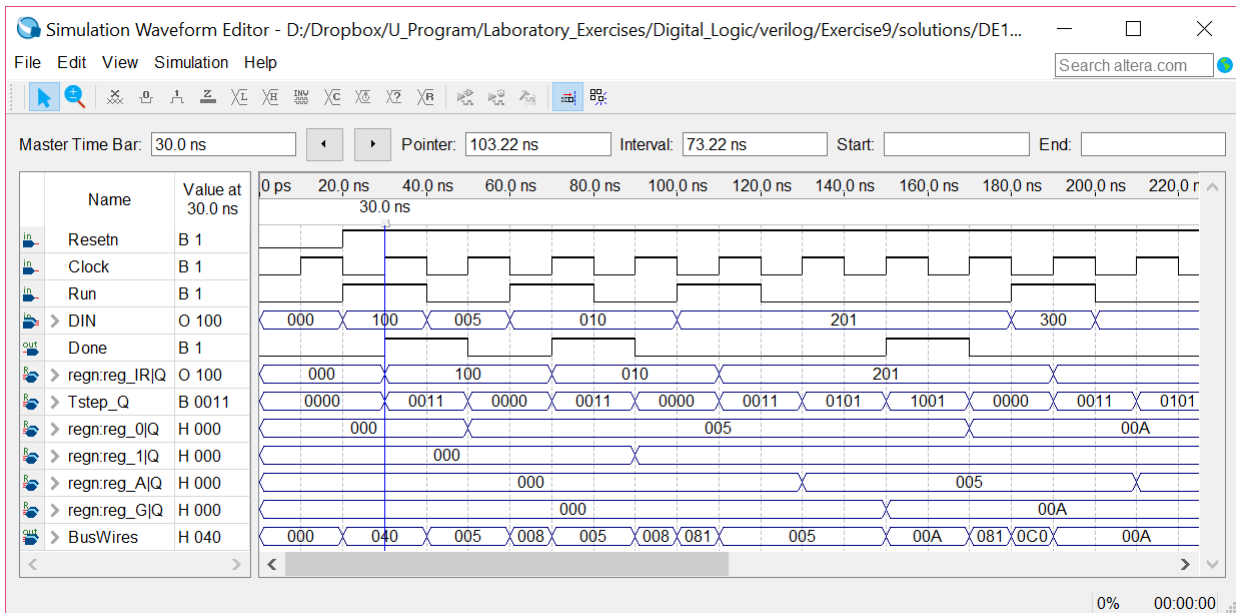 Simulation Waveform Editor - D:/Dropbox/U_Program/Laboratory_Exercises/Digital_Logic/verilog/Exercise9/solutions/DE1...
File Edit View Simulation Help
Search altera.com
Master Time Bar: 30.0 ns Pointer: 103.22 ns Interval: 73.22 ns Start: End:
Name Value at 30.0 ns 0 ps 20.0 ns 40.0 ns 60.0 ns 80.0 ns 100.0 ns 120.0 ns 140.0 ns 160.0 ns 180.0 ns 200.0 ns 220.0 n
30.0 ns
Resetn B 1
Clock B 1
Run B 1
DIN O 100 000 100 005 010 201 300
Done B 1
regn:reg_IR|Q O 100 000 100 010 201
Tstep_Q B 0011 0000 0011 0000 0011 0000 0011 0101 1001 0000 0011 0101
regn:reg_0|Q H 000 000 005 00A
regn:reg_1|Q H 000 000
regn:reg_A|Q H 000 000 005
regn:reg_G|Q H 000 000 00A
BusWires H 040 000 040 005 008 005 008 081 005 00A 081 0C0 00A
0% 00:00:00